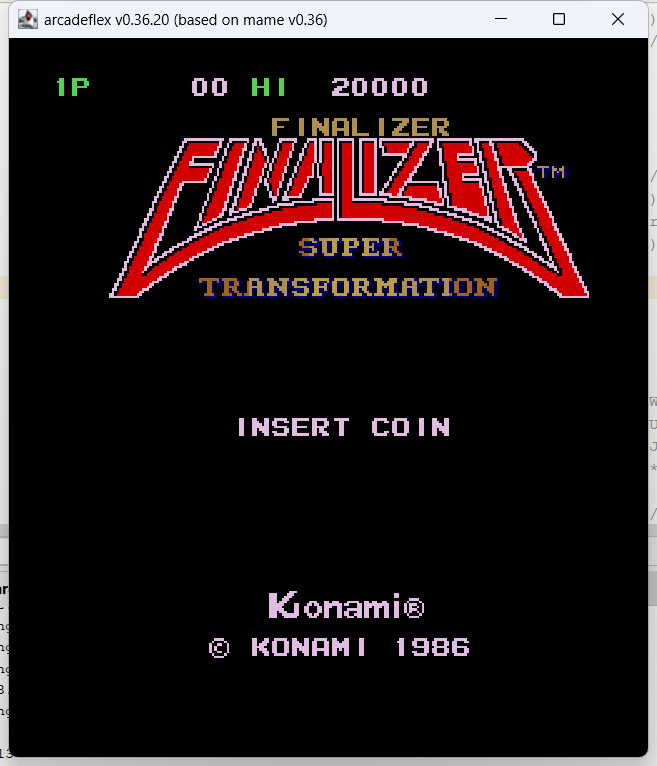 arcadeflex v0.36.20 (based on mame v0.36)
1P 00 HI 20000
FINALIZER
FINALIZER ™
SUPER
TRANSFORMATION
INSERT COIN
Konami®
© KONAMI 1986